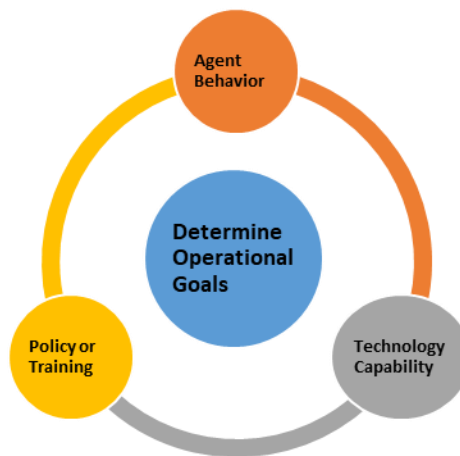 Agent
Behavior
Determine
Operational
Goals
Policy or
Training
Technology
Capability